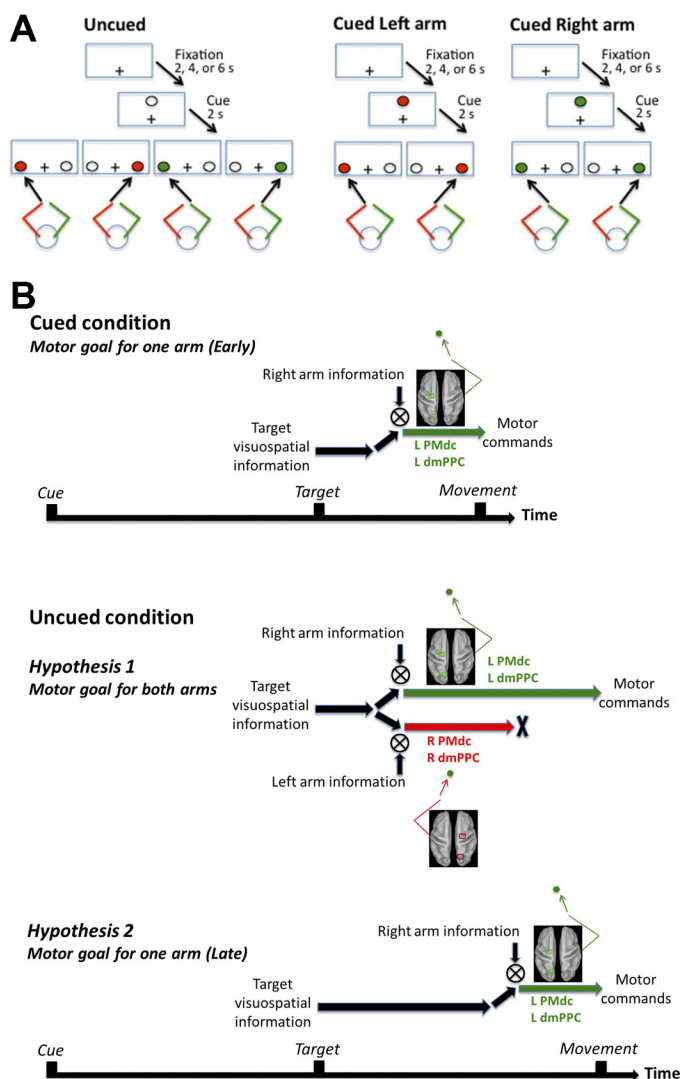 A
Uncued
Fixation
2, 4, or 6 s
+
Cue
2 s
+
+ + + +
Cued Left arm
Fixation
2, 4, or 6 s
+
Cue
2 s
+
+ +
Cued Right arm
Fixation
2, 4, or 6 s
+
Cue
2 s
+
+ +
B
Cued condition
Motor goal for one arm (Early)
Right arm information
Target
visuospatial
information
L PMdc
L dmPPC
Motor
commands
Cue
Target
Movement
Time
Uncued condition
Hypothesis 1
Motor goal for both arms
Right arm information
L PMdc
L dmPPC
Target
visuospatial
information
Motor
commands
X
R PMdc
R dmPPC
Left arm information
Hypothesis 2
Motor goal for one arm (Late)
Right arm information
Target
visuospatial
information
L PMdc
L dmPPC
Motor
commands
Cue
Target
Movement
Time